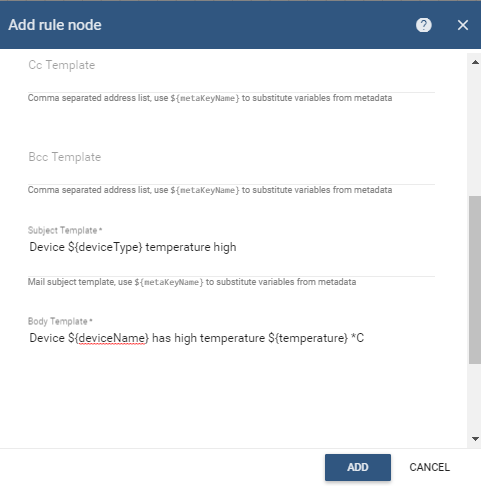 Add rule node
Cc Template
Comma separated address list, use ${metaKeyName} to substitute variables from metadata
Bcc Template
Comma separated address list, use ${metaKeyName} to substitute variables from metadata
Subject Template *
Device ${deviceType} temperature high
Mail subject template, use ${metaKeyName} to substitute variables from metadata
Body Template *
Device ${deviceName} has high temperature ${temperature} *C
ADD CANCEL